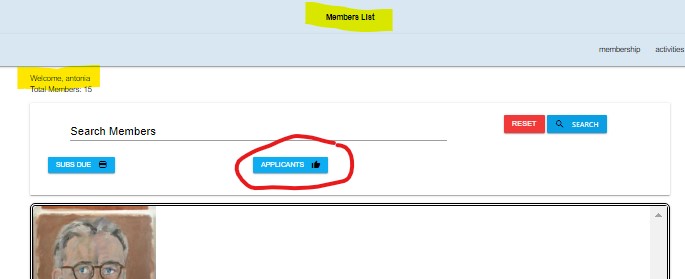 Members List
membership
activities
Welcome, antonia
Total Members: 15
Search Members
RESET
SEARCH
SUBS DUE
APPLICANTS